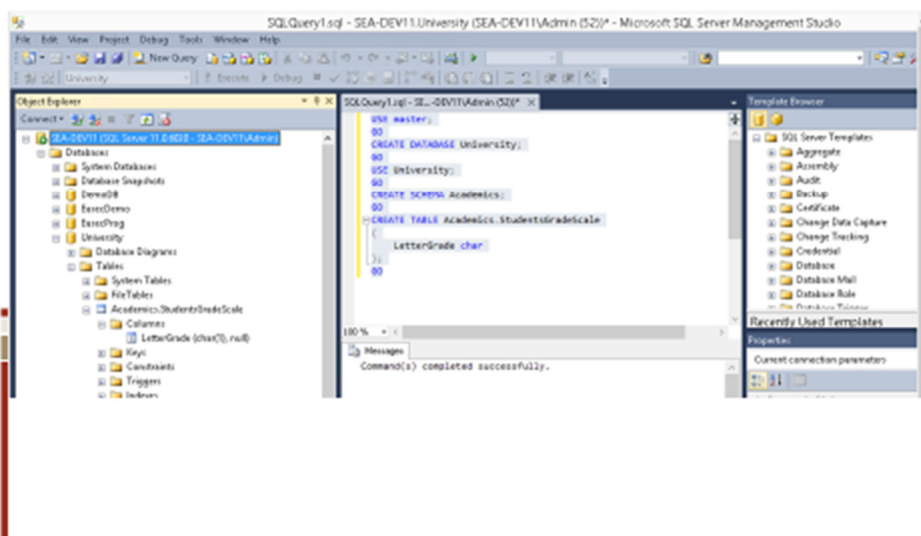 SQLQuery1.sql - SEA-DEV11.University (SEA-DEV11\Admin (52))* - Microsoft SQL Server Management Studio
File Edit View Project Debug Tools Window Help
New Query
University
Execute Debug
Object Explorer
Connect
SEA-DEV11 (SQL Server - SEA-DEV11\Admin)
Databases
System Databases
Database Snapshots
DemoDB
ExecDemo
ExecProg
University
Database Diagrams
Tables
System Tables
FileTables
Academics.StudentsGradeScale
Columns
LetterGrade (char(1), null)
Keys
Constraints
Triggers
Indexes
SQLQuery1.sql - SE...-DEV11\Admin (52))*
USE master;
GO
CREATE DATABASE University;
GO
USE University;
GO
CREATE SCHEMA Academics;
GO
CREATE TABLE Academics.StudentsGradeScale
(
LetterGrade char
);
GO
100 %
Messages
Command(s) completed successfully.
Template Browser
SQL Server Templates
Aggregate
Assembly
Audit
Backup
Certificate
Change Data Capture
Change Tracking
Credential
Database
Database Mail
Database Role
Database Trigger
Recently Used Templates
Properties
Current connection parameters